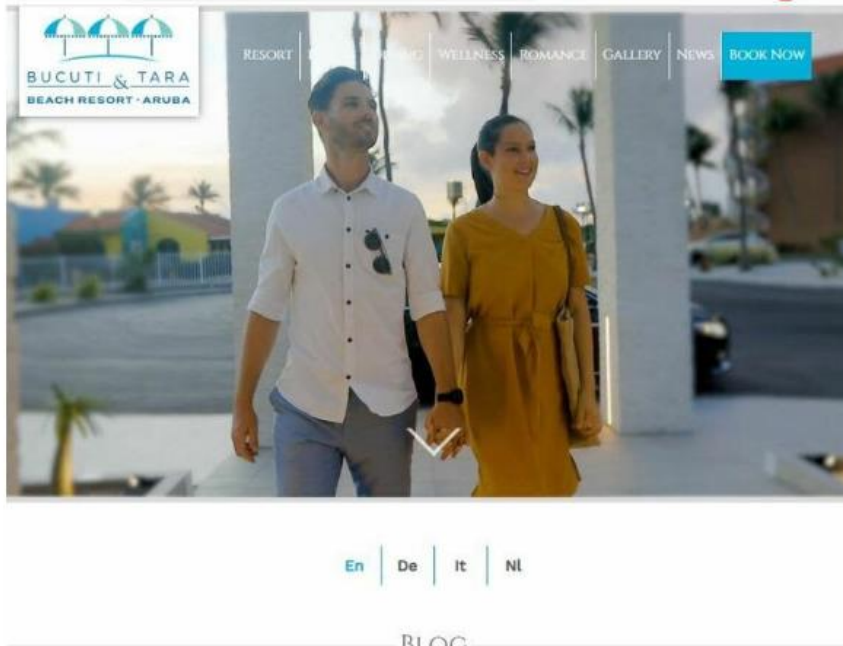 BUCUTI & TARA
BEACH RESORT · ARUBA
RESORT
WELLNESS
ROMANCE
GALLERY
NEWS
BOOK NOW
En
De
It
Nl
BLOG